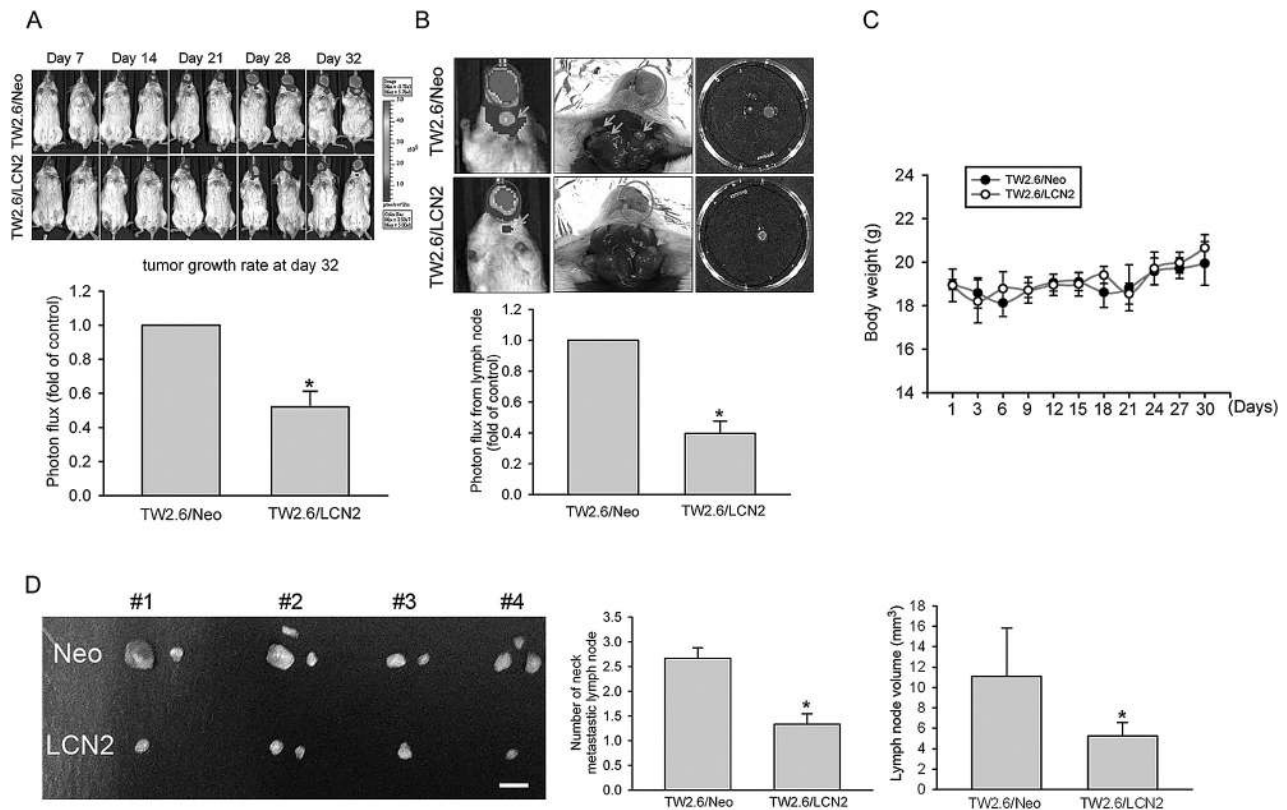 A
Day 7 Day 14 Day 21 Day 28 Day 32
TW2.6/Neo
TW2.6/LCN2
Image
50
40
30
20
10
tumor growth rate at day 32
Photon flux (fold of control)
1.2
1.0
0.8
0.6
0.4
0.2
0.0
*
TW2.6/Neo TW2.6/LCN2
B
TW2.6/Neo
TW2.6/LCN2
Photon flux from lymph node
(fold of control)
1.2
1.0
0.8
0.6
0.4
0.2
0.0
*
TW2.6/Neo TW2.6/LCN2
C
TW2.6/Neo
TW2.6/LCN2
Body weight (g)
24
22
20
18
16
14
1 3 6 9 12 15 18 21 24 27 30 (Days)
D
#1 #2 #3 #4
Neo
LCN2
Number of neck
metastastic lymph node
3.5
3.0
2.5
2.0
1.5
1.0
0.5
0.0
*
TW2.6/Neo TW2.6/LCN2
Lymph node volume (mm³)
18
16
14
12
10
8
6
4
2
0
*
TW2.6/Neo TW2.6/LCN2